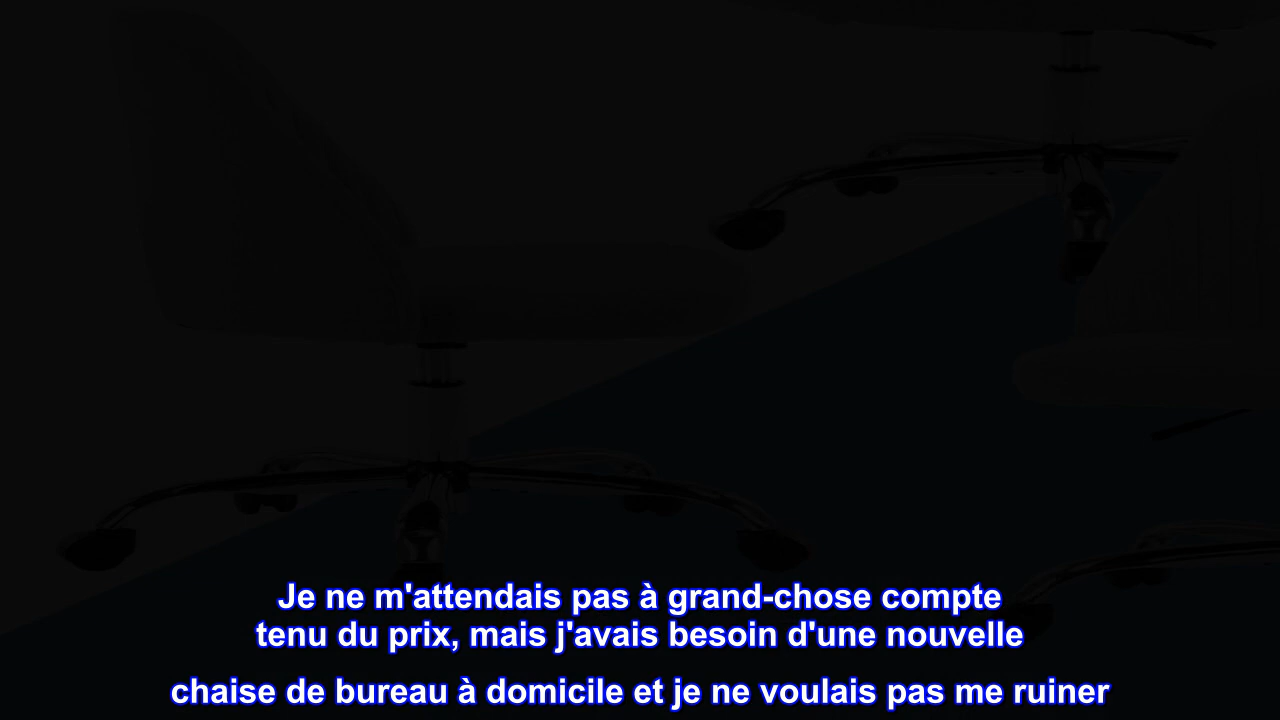 Je ne m'attendais pas à grand-chose compte
tenu du prix, mais j'avais besoin d'une nouvelle
chaise de bureau à domicile et je ne voulais pas me ruiner